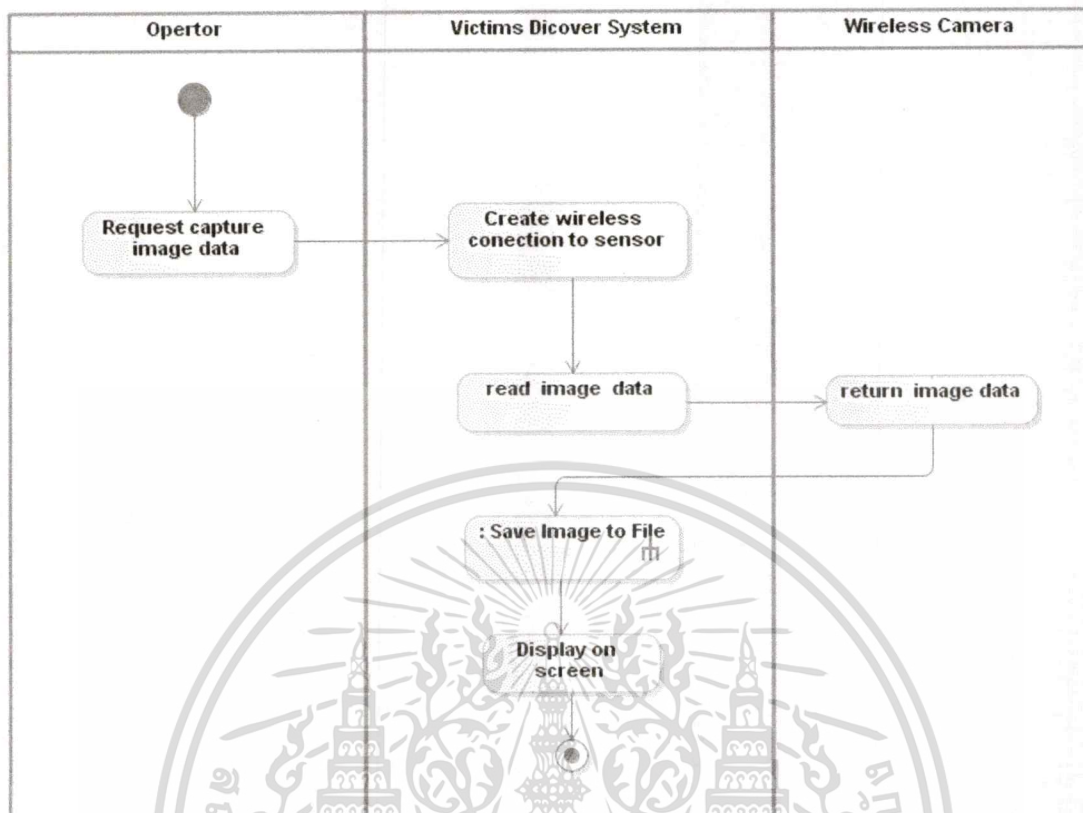 Opertor
Victims Dicover System
Wireless Camera
Request capture
image data
Create wireless
conection to sensor
read image data
return image data
: Save Image to File
Display on
screen